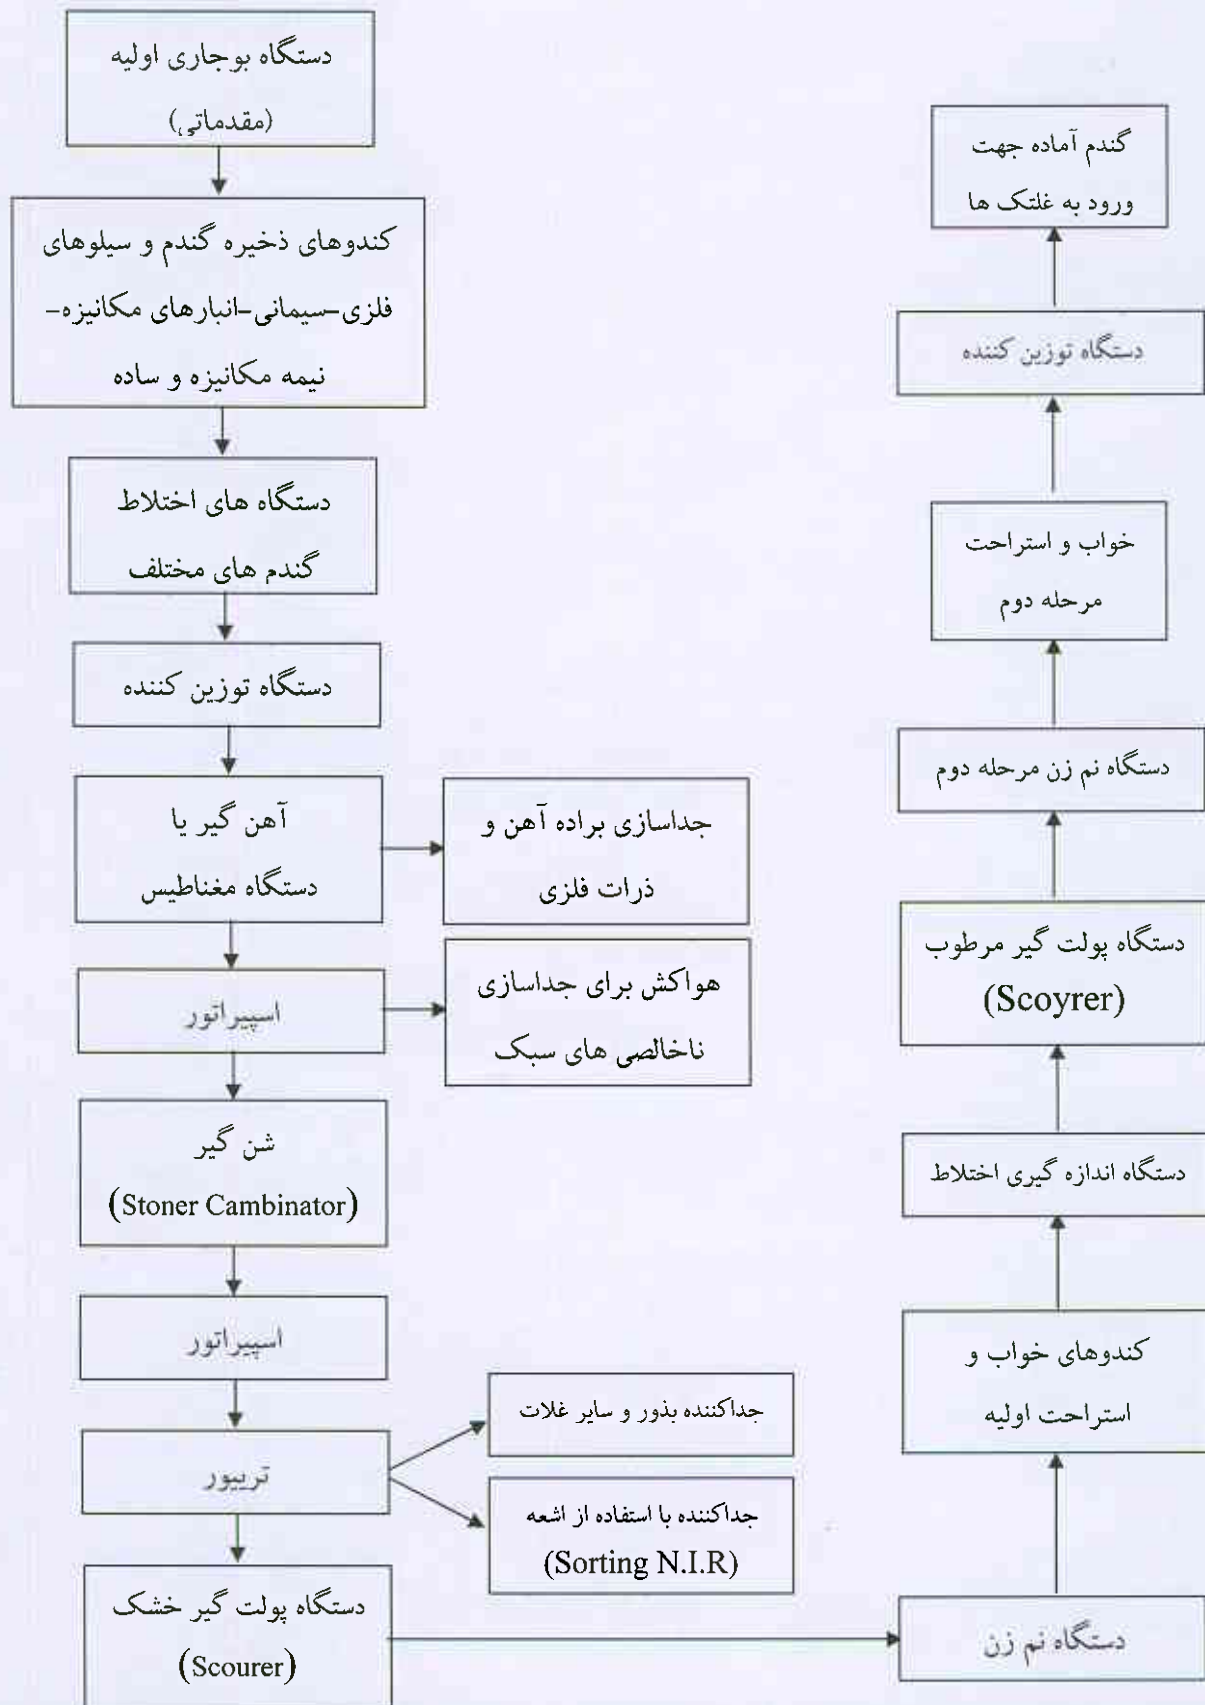 دستگاه بوجاری اولیه
(مقدماتی)
کندوهای ذخیره گندم و سیلوهای
فلزی-سیمانی-انبارهای مکانیزه-
نیمه مکانیزه و ساده
دستگاه های اختلاط
گندم های مختلف
دستگاه توزین کننده
آهن گیر یا
دستگاه مغناطیس
جداسازی براده آهن و
ذرات فلزی
اسپیراتور
هواکش برای جداسازی
ناخالصی های سبک
شن گیر
(Stoner Cambinator)
اسپیراتور
تریور
جداکننده بذور و سایر غلات
جداکننده با استفاده از اشعه
(Sorting N.I.R)
دستگاه پولت گیر خشک
(Scourer)
دستگاه نم زن
کندوهای خواب و
استراحت اولیه
دستگاه اندازه گیری اختلاط
دستگاه پولت گیر مرطوب
(Scoyrer)
دستگاه نم زن مرحله دوم
خواب و استراحت
مرحله دوم
دستگاه توزین کننده
گندم آماده جهت
ورود به غلتک ها